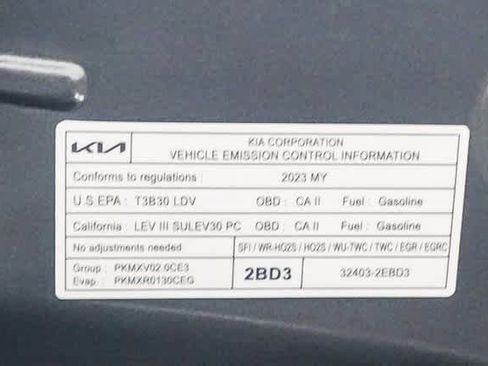 KIA
KIA CORPORATION
VEHICLE EMISSION CONTROL INFORMATION
Conforms to regulations : 2023 MY
U.S.EPA : T3B30 LDV OBD : CA II Fuel : Gasoline
California : LEV III SULEV30 PC OBD : CA II Fuel : Gasoline
No adjustments needed SFI / WR-HO2S / HO2S / WU-TWC / TWC / EGR / EGRC
Group : PKMXV02.0CE3
Evap : PKMXR0130CEG
2BD3 32403-2EBD3